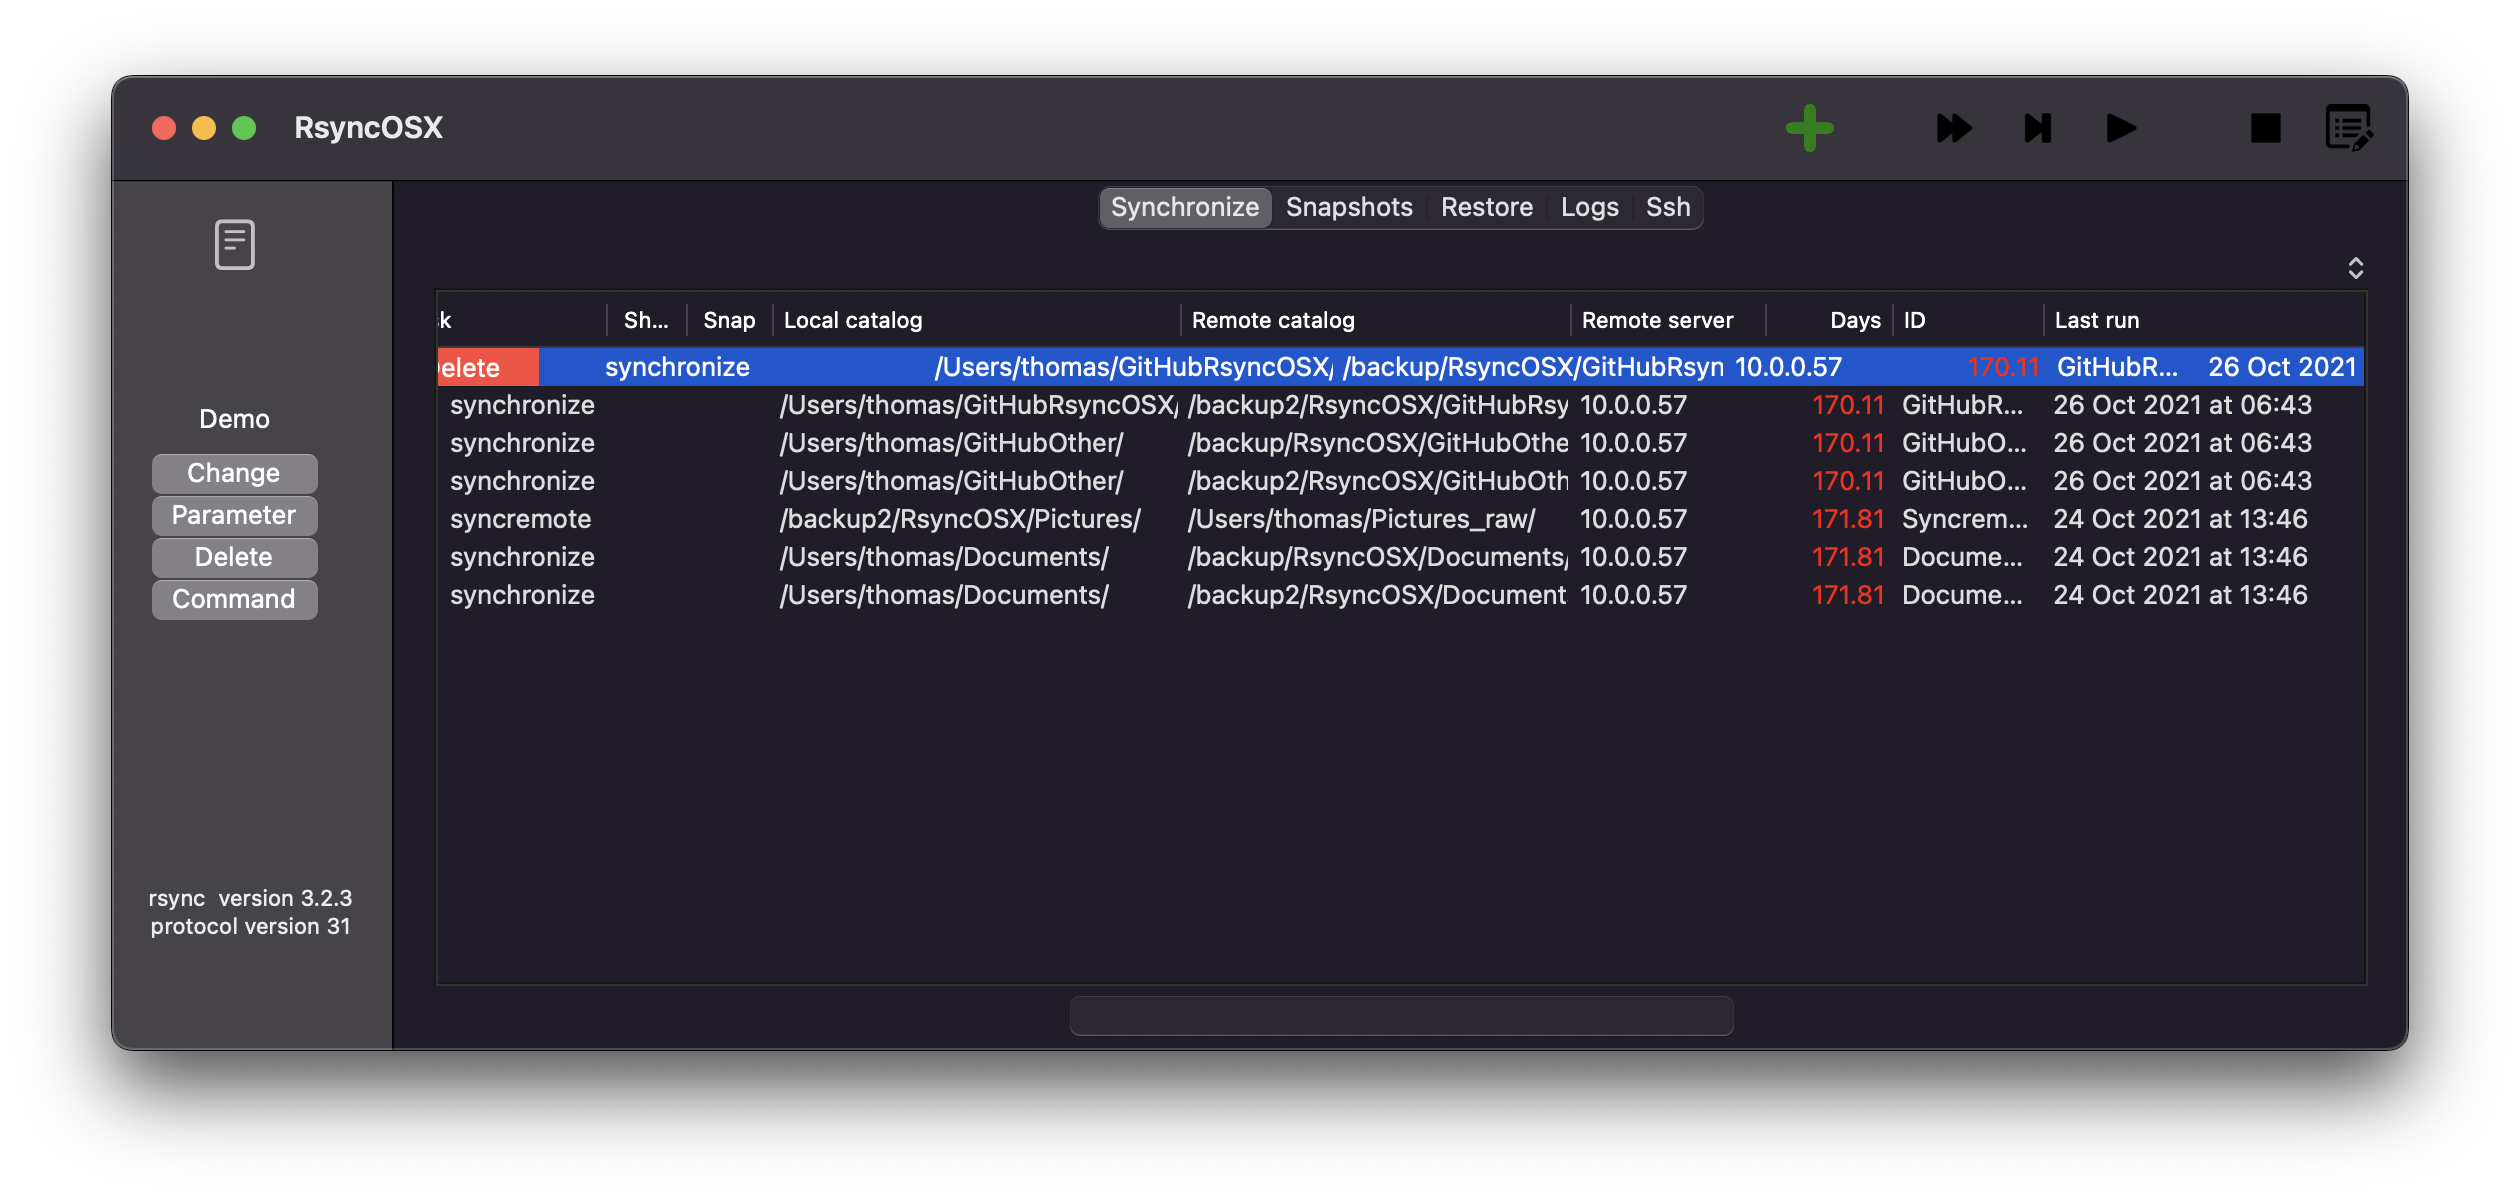 RsyncOSX
Synchronize Snapshots Restore Logs Ssh
k Sh... Snap Local catalog Remote catalog Remote server Days ID Last run
elete synchronize /Users/thomas/GitHubRsyncOSX/ /backup/RsyncOSX/GitHubRsyn 10.0.0.57 170.11 GitHubR... 26 Oct 2021
synchronize /Users/thomas/GitHubRsyncOSX/ /backup2/RsyncOSX/GitHubRsy 10.0.0.57 170.11 GitHubR... 26 Oct 2021 at 06:43
synchronize /Users/thomas/GitHubOther/ /backup/RsyncOSX/GitHubOthe 10.0.0.57 170.11 GitHubO... 26 Oct 2021 at 06:43
synchronize /Users/thomas/GitHubOther/ /backup2/RsyncOSX/GitHubOth 10.0.0.57 170.11 GitHubO... 26 Oct 2021 at 06:43
syncremote /backup2/RsyncOSX/Pictures/ /Users/thomas/Pictures_raw/ 10.0.0.57 171.81 Syncrem... 24 Oct 2021 at 13:46
synchronize /Users/thomas/Documents/ /backup/RsyncOSX/Documents/ 10.0.0.57 171.81 Docume... 24 Oct 2021 at 13:46
synchronize /Users/thomas/Documents/ /backup2/RsyncOSX/Document 10.0.0.57 171.81 Docume... 24 Oct 2021 at 13:46
Demo
Change
Parameter
Delete
Command
rsync  version 3.2.3
protocol version 31